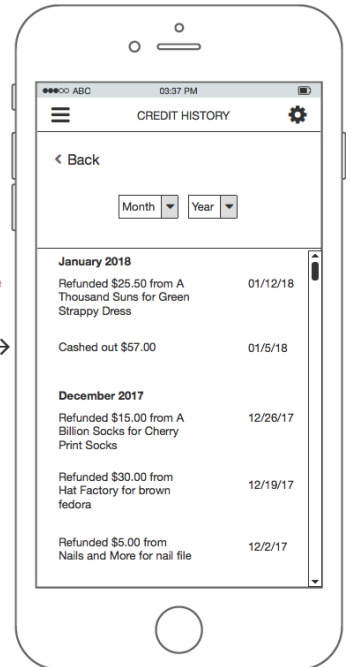 ABC 03:37 PM
CREDIT HISTORY
< Back
Month Year
January 2018
Refunded $25.50 from A 01/12/18
Thousand Suns for Green
Strappy Dress
Cashed out $57.00 01/5/18
December 2017
Refunded $15.00 from A 12/26/17
Billion Socks for Cherry
Print Socks
Refunded $30.00 from
Hat Factory for brown 12/19/17
fedora
Refunded $5.00 from 12/2/17
Nails and More for nail file